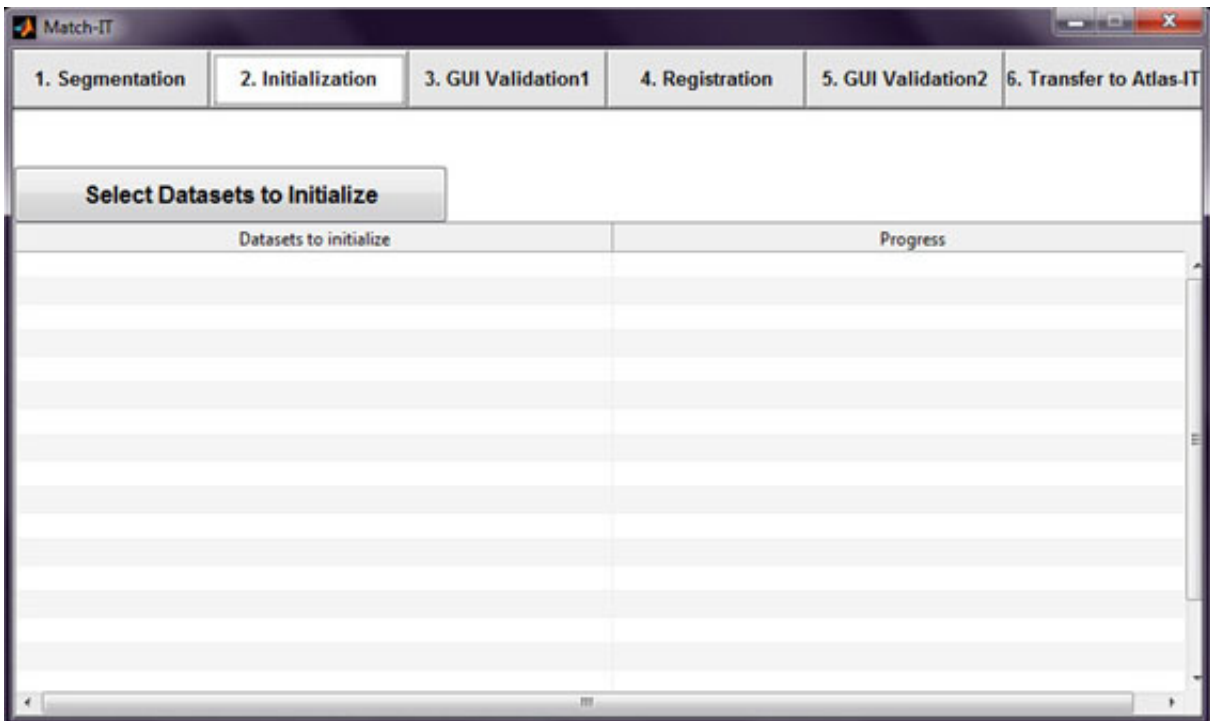 Match-IT
1. Segmentation 2. Initialization 3. GUI Validation1 4. Registration 5. GUI Validation2 6. Transfer to Atlas-IT
Select Datasets to Initialize
Datasets to initialize Progress